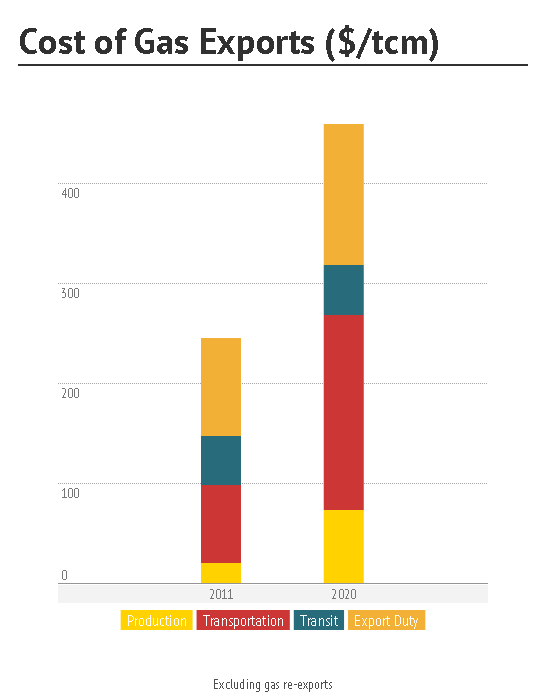 Cost of Gas Exports ($/tcm)
400
300
200
100
0
2011 2020
Production Transportation Transit Export Duty
Excluding gas re-exports